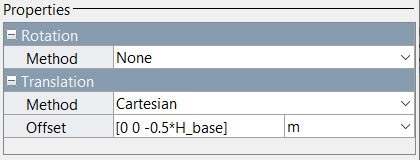 Properties
Rotation
Method None
Translation
Method Cartesian
Offset [0 0 -0.5*H_base] m